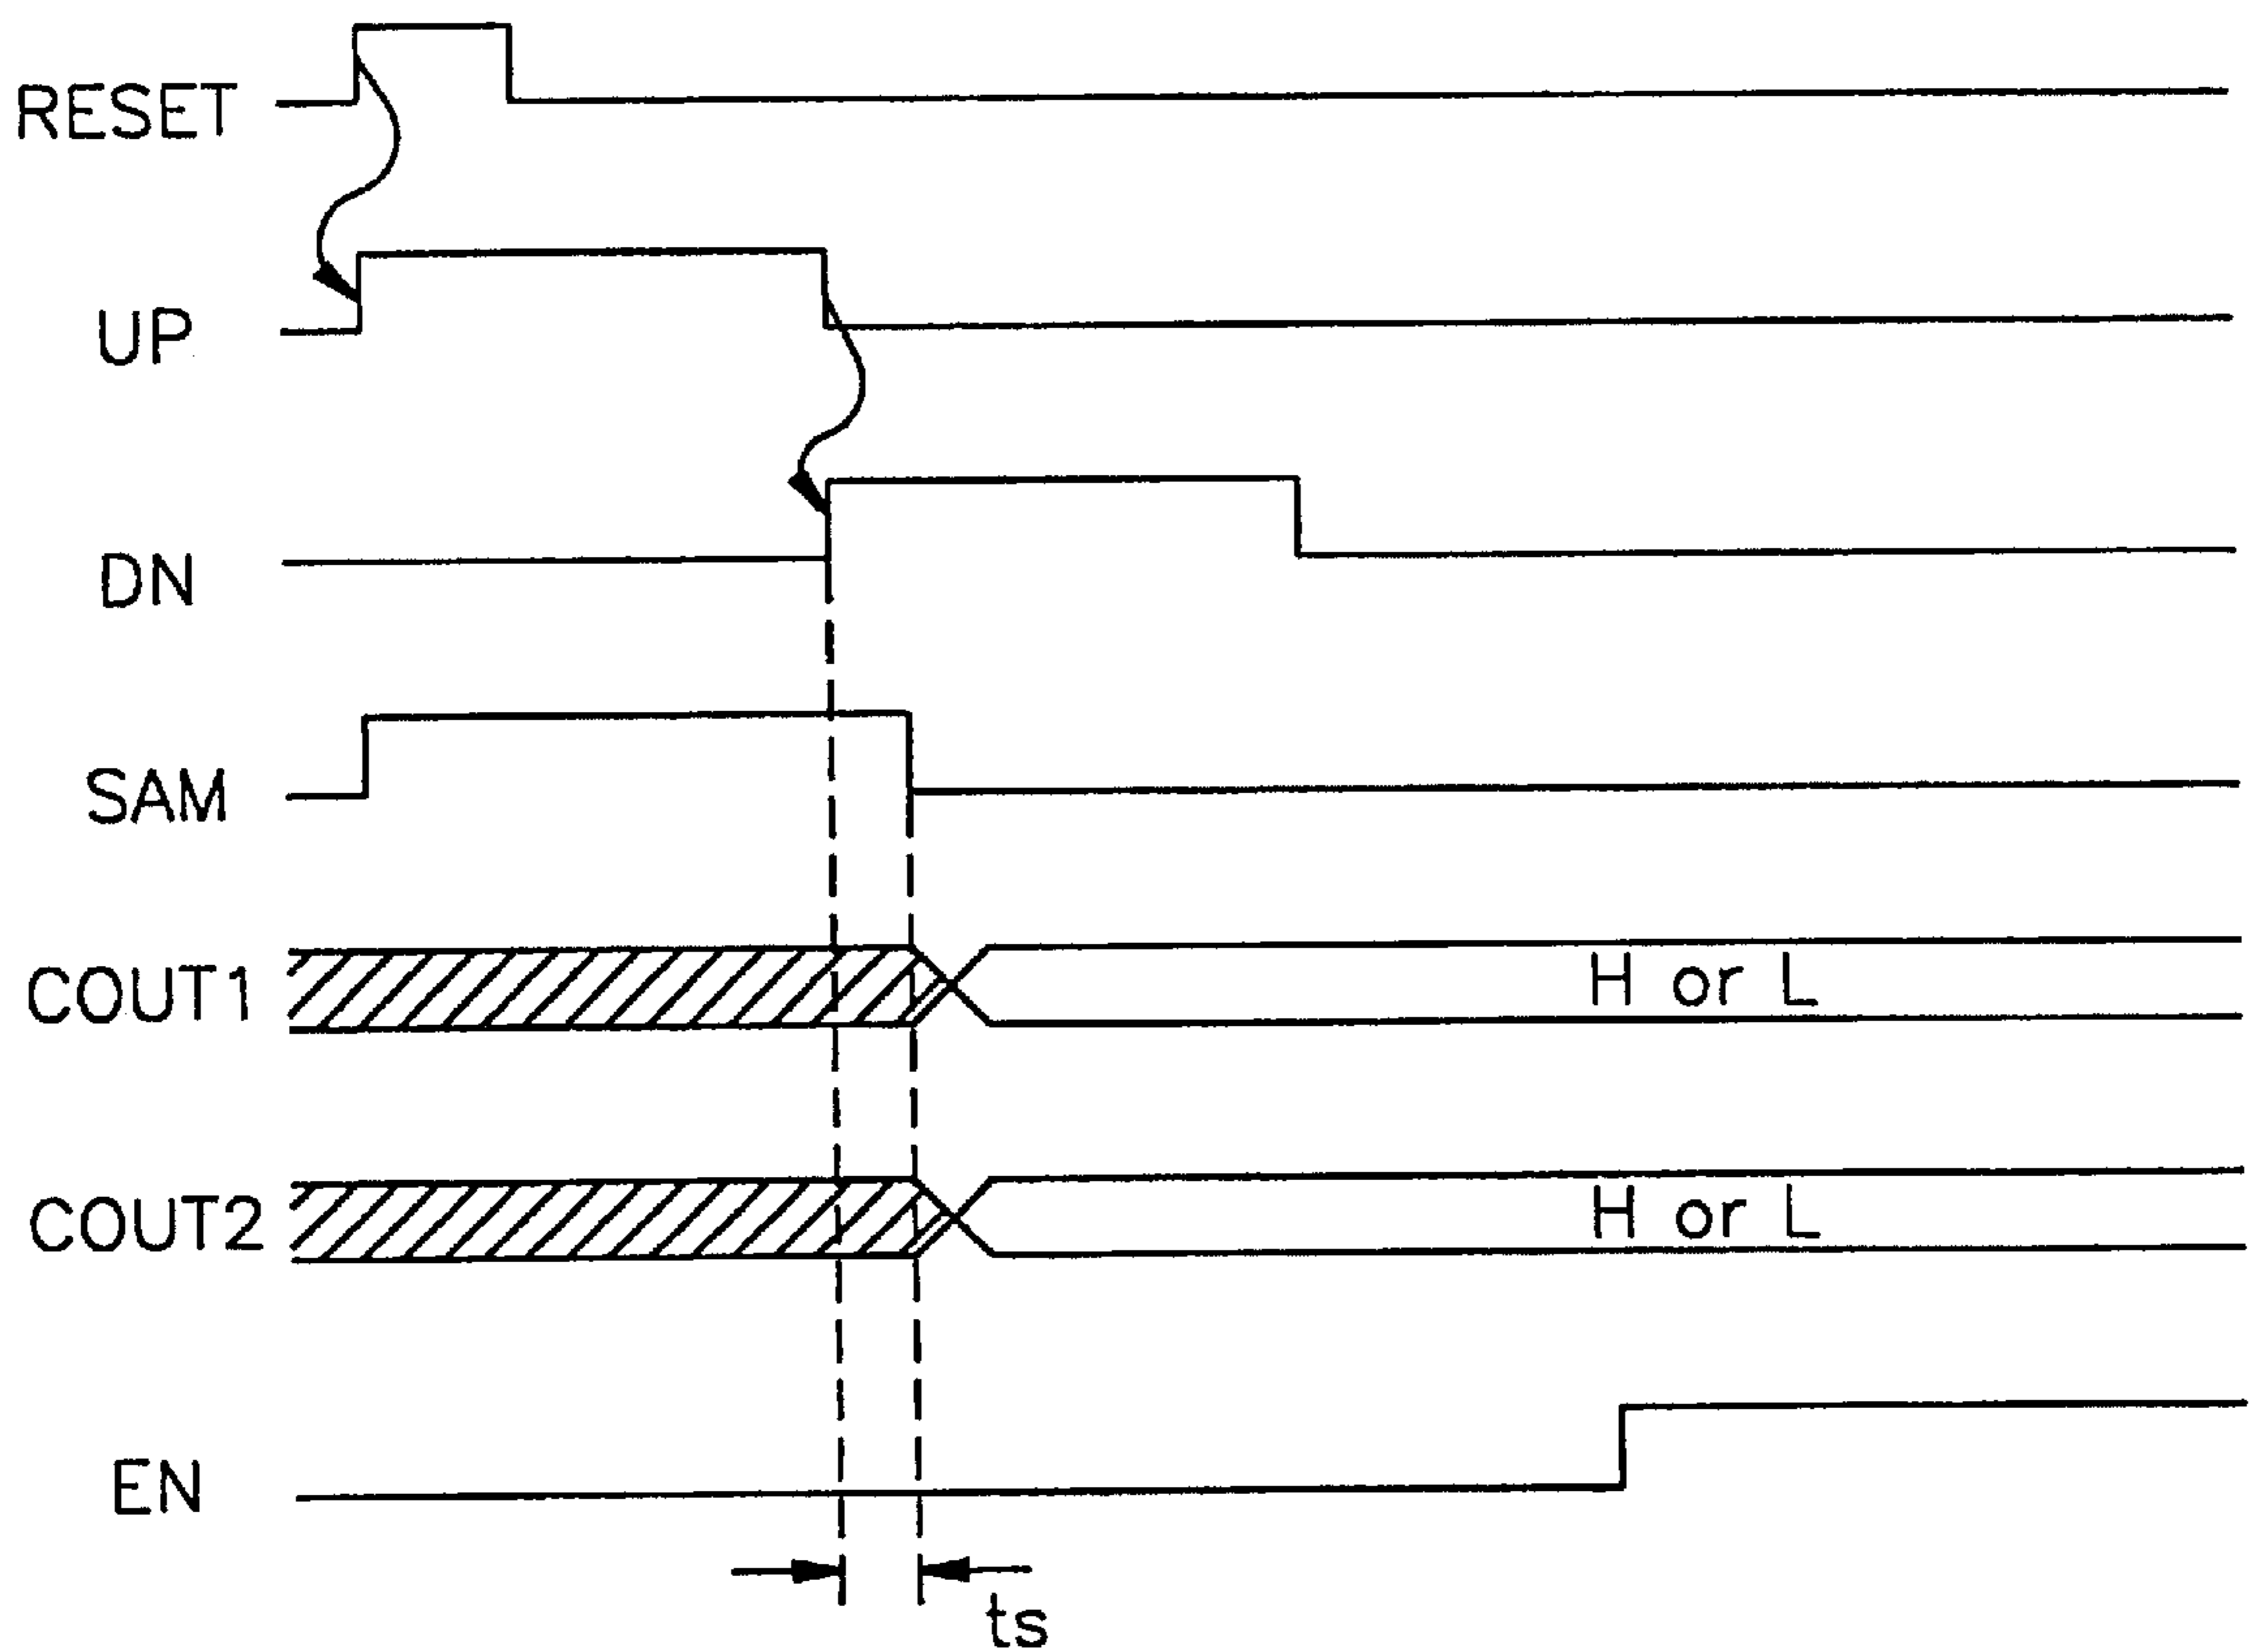 RESET
UP
DN
SAM
COUT1 H or L
COUT2 H or L
EN
ts